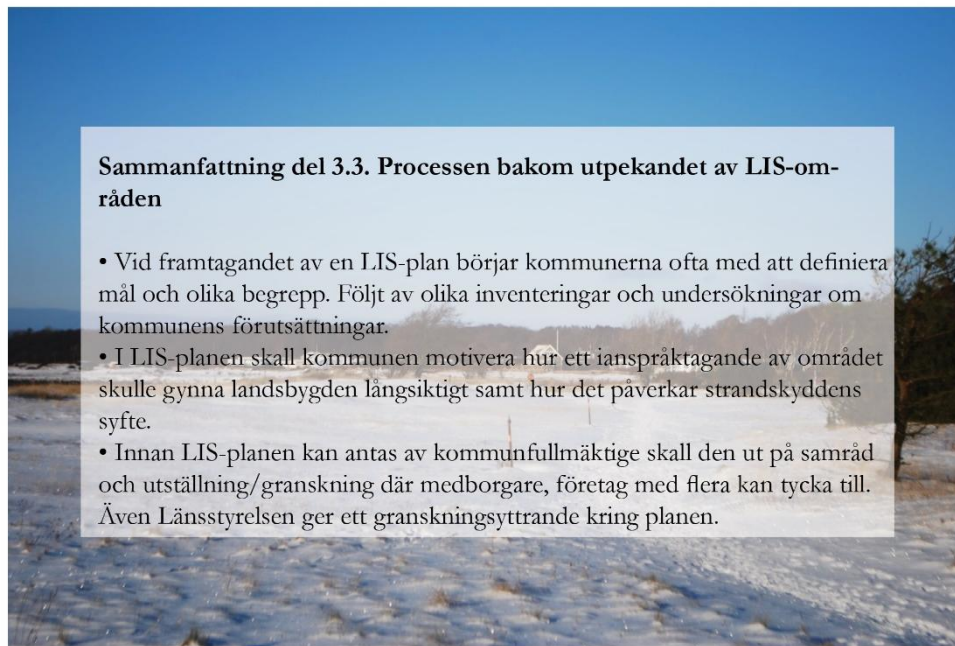 Sammanfattning del 3.3. Processen bakom utpekandet av LIS-om-
råden
• Vid framtagandet av en LIS-plan börjar kommunerna ofta med att definiera
mål och olika begrepp. Följt av olika inventeringar och undersökningar om
kommunens förutsättningar.
• I LIS-planen skall kommunen motivera hur ett ianspråktagande av området
skulle gynna landsbygden långsiktigt samt hur det påverkar strandskyddens
syfte.
• Innan LIS-planen kan antas av kommunfullmäktige skall den ut på samråd
och utställning/granskning där medborgare, företag med flera kan tycka till.
Även Länsstyrelsen ger ett granskningsyttrande kring planen.